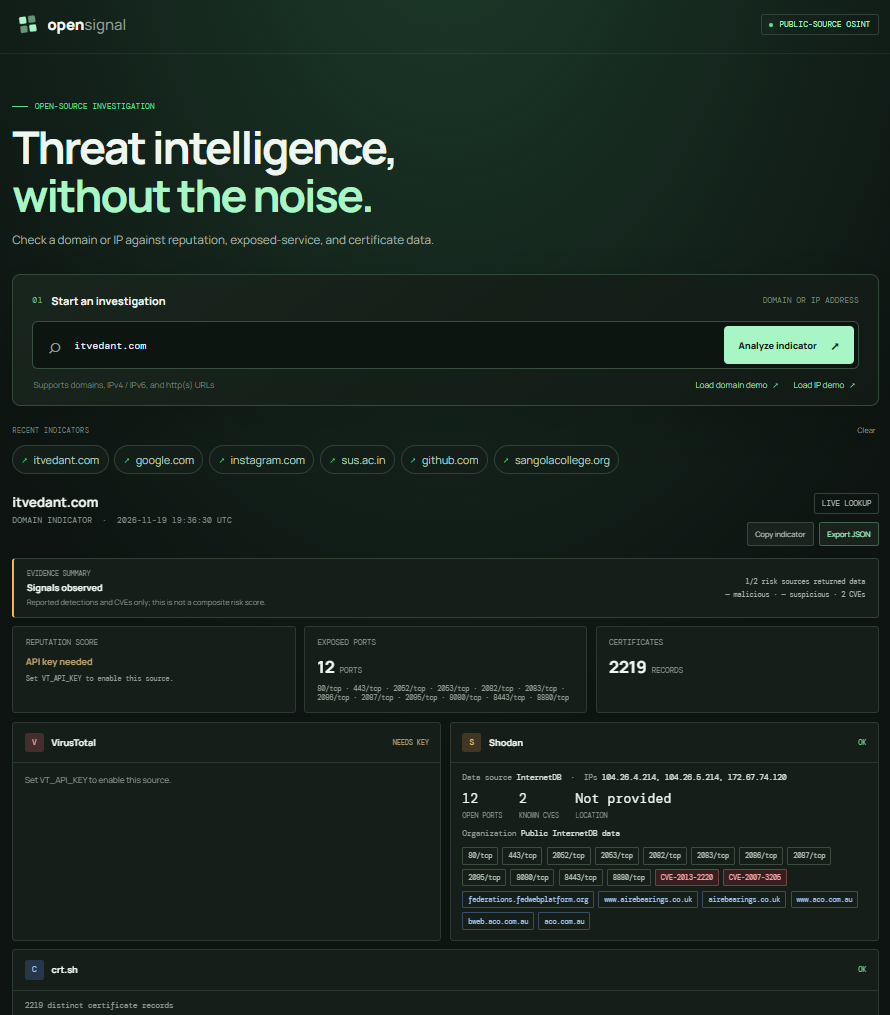 opensignal
PUBLIC-SOURCE OSINT
OPEN-SOURCE INVESTIGATION
Threat intelligence,
without the noise.
Check a domain or IP against reputation, exposed-service, and certificate data.
01 Start an investigation
DOMAIN OR IP ADDRESS
itvedant.com
Analyze indicator ↗
Supports domains, IPv4 / IPv6, and http(s) URLs
Load domain demo ↗ Load IP demo ↗
RECENT INDICATORS
Clear
↗ itvedant.com ↗ google.com ↗ instagram.com ↗ sus.ac.in ↗ github.com ↗ sangolacollege.org
itvedant.com
LIVE LOOKUP
DOMAIN INDICATOR · 2026-11-19 19:36:30 UTC
Copy indicator Export JSON
EVIDENCE SUMMARY
Signals observed
Reported detections and CVEs only; this is not a composite risk score.
1/2 risk sources returned data
— malicious · — suspicious · 2 CVEs
REPUTATION SCORE
API key needed
Set VT_API_KEY to enable this source.
EXPOSED PORTS
12 PORTS
80/tcp · 443/tcp · 2052/tcp · 2053/tcp · 2082/tcp · 2083/tcp ·
2086/tcp · 2087/tcp · 2095/tcp · 8080/tcp · 8443/tcp · 8880/tcp
CERTIFICATES
2219 RECORDS
V VirusTotal NEEDS KEY
Set VT_API_KEY to enable this source.
S Shodan OK
Data source InternetDB · IPs 104.26.4.214, 104.26.5.214, 172.67.74.120
12 2 Not provided
OPEN PORTS KNOWN CVES LOCATION
Organization Public InternetDB data
80/tcp 443/tcp 2052/tcp 2053/tcp 2082/tcp 2083/tcp 2086/tcp 2087/tcp
2095/tcp 8080/tcp 8443/tcp 8880/tcp CVE-2013-2220 CVE-2007-3205
federations.fedwebplatform.org www.airebearings.co.uk airebearings.co.uk www.aco.com.au
bweb.aco.com.au aco.com.au
C crt.sh OK
2219 distinct certificate records